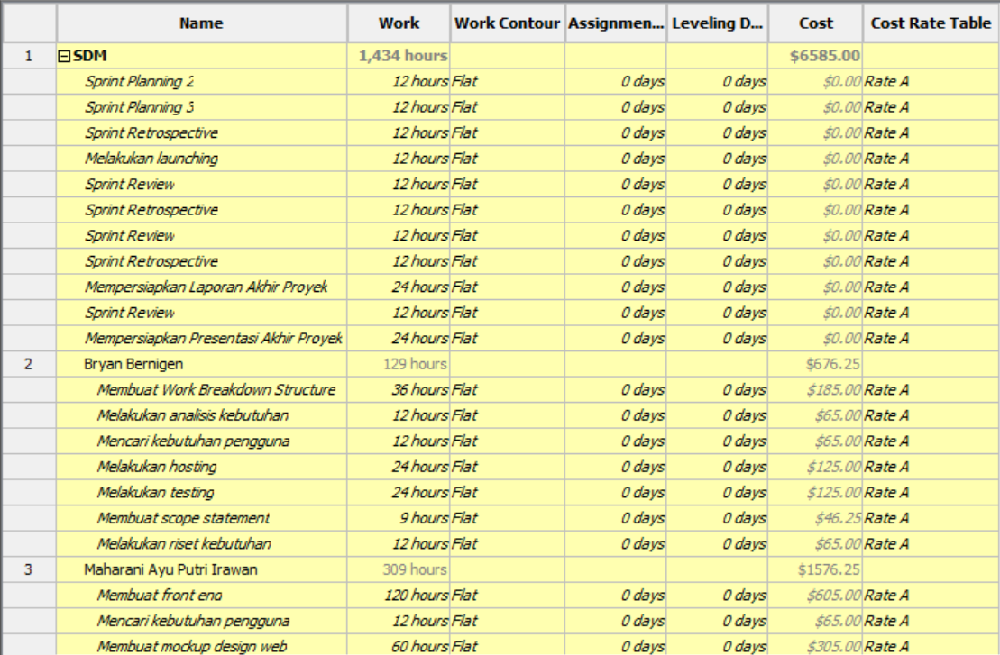 Name Work Work Contour Assignmen... Leveling D... Cost Cost Rate Table
1 SDM 1,434 hours $6585.00
Sprint Planning 2 12 hours Flat 0 days 0 days $0.00 Rate A
Sprint Planning 3 12 hours Flat 0 days 0 days $0.00 Rate A
Sprint Retrospective 12 hours Flat 0 days 0 days $0.00 Rate A
Melakukan launching 12 hours Flat 0 days 0 days $0.00 Rate A
Sprint Review 12 hours Flat 0 days 0 days $0.00 Rate A
Sprint Retrospective 12 hours Flat 0 days 0 days $0.00 Rate A
Sprint Review 12 hours Flat 0 days 0 days $0.00 Rate A
Sprint Retrospective 12 hours Flat 0 days 0 days $0.00 Rate A
Mempersiapkan Laporan Akhir Proyek 24 hours Flat 0 days 0 days $0.00 Rate A
Sprint Review 12 hours Flat 0 days 0 days $0.00 Rate A
Mempersiapkan Presentasi Akhir Proyek 24 hours Flat 0 days 0 days $0.00 Rate A
2 Bryan Bernigen 129 hours $676.25
Membuat Work Breakdown Structure 36 hours Flat 0 days 0 days $185.00 Rate A
Melakukan analisis kebutuhan 12 hours Flat 0 days 0 days $65.00 Rate A
Mencari kebutuhan pengguna 12 hours Flat 0 days 0 days $65.00 Rate A
Melakukan hosting 24 hours Flat 0 days 0 days $125.00 Rate A
Melakukan testing 24 hours Flat 0 days 0 days $125.00 Rate A
Membuat scope statement 9 hours Flat 0 days 0 days $46.25 Rate A
Melakukan riset kebutuhan 12 hours Flat 0 days 0 days $65.00 Rate A
3 Maharani Ayu Putri Irawan 309 hours $1576.25
Membuat front end 120 hours Flat 0 days 0 days $605.00 Rate A
Mencari kebutuhan pengguna 12 hours Flat 0 days 0 days $65.00 Rate A
Membuat mockup design web 60 hours Flat 0 days 0 days $305.00 Rate A